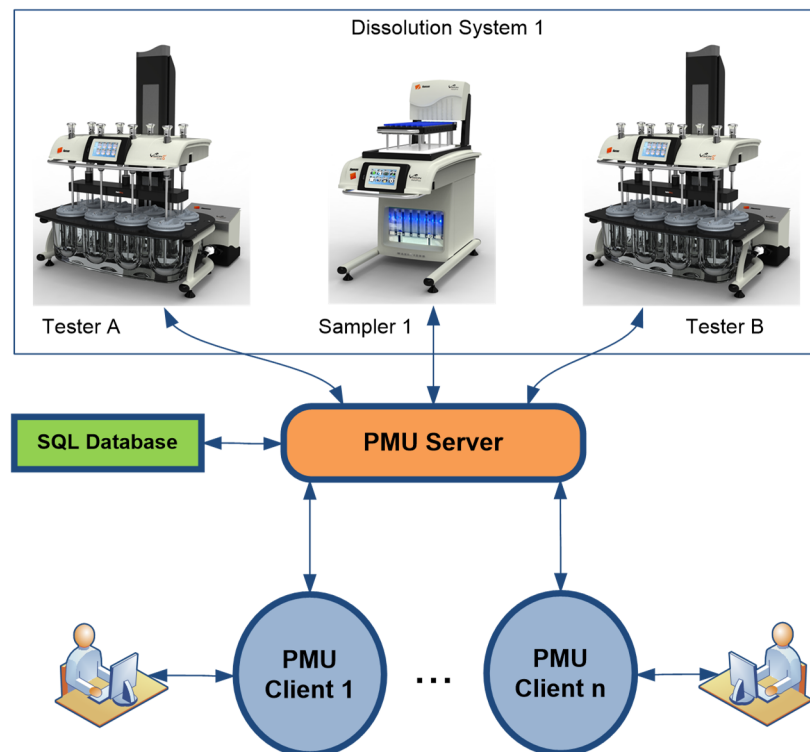 Dissolution System 1
Tester A
Sampler 1
Tester B
SQL Database
PMU Server
PMU
Client 1
...
PMU
Client n